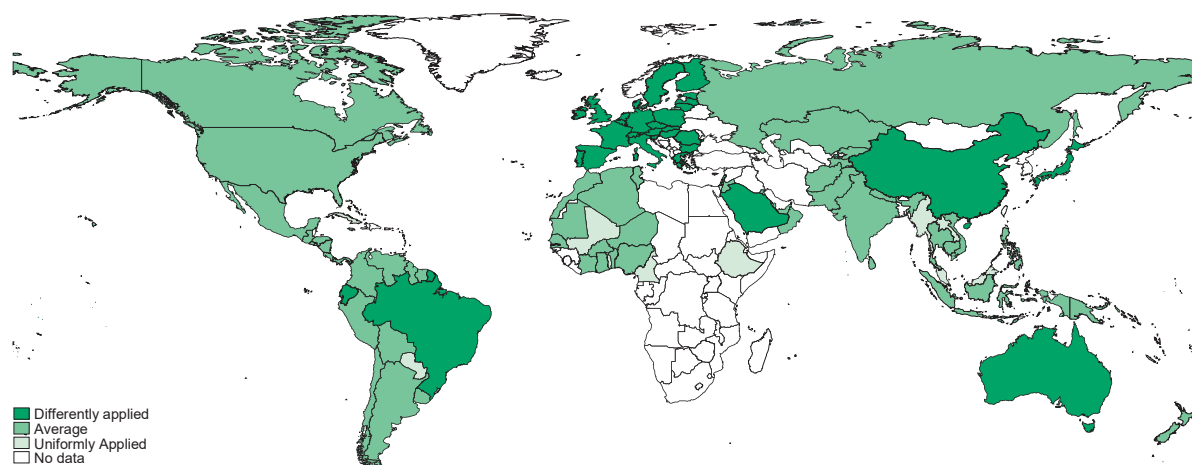 Differently applied
Average
Uniformly Applied
No data